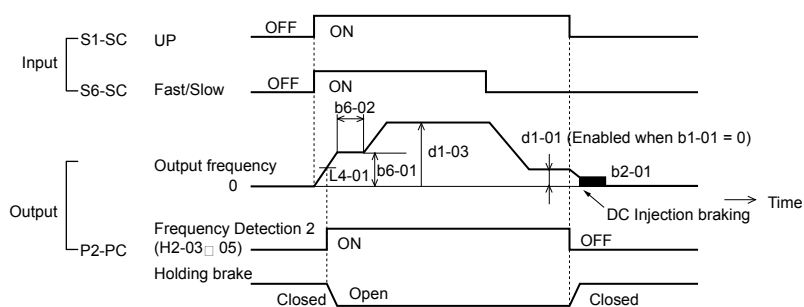 Input
S1-SC UP OFF ON
S6-SC Fast/Slow OFF ON
b6-02
d1-01 (Enabled when b1-01 = 0)
d1-03
Output frequency
L4-01 b6-01
b2-01
0
Time
DC Injection braking
Output
Frequency Detection 2
(H2-03□ 05)
P2-PC
ON
OFF
Holding brake
Closed
Open
Closed